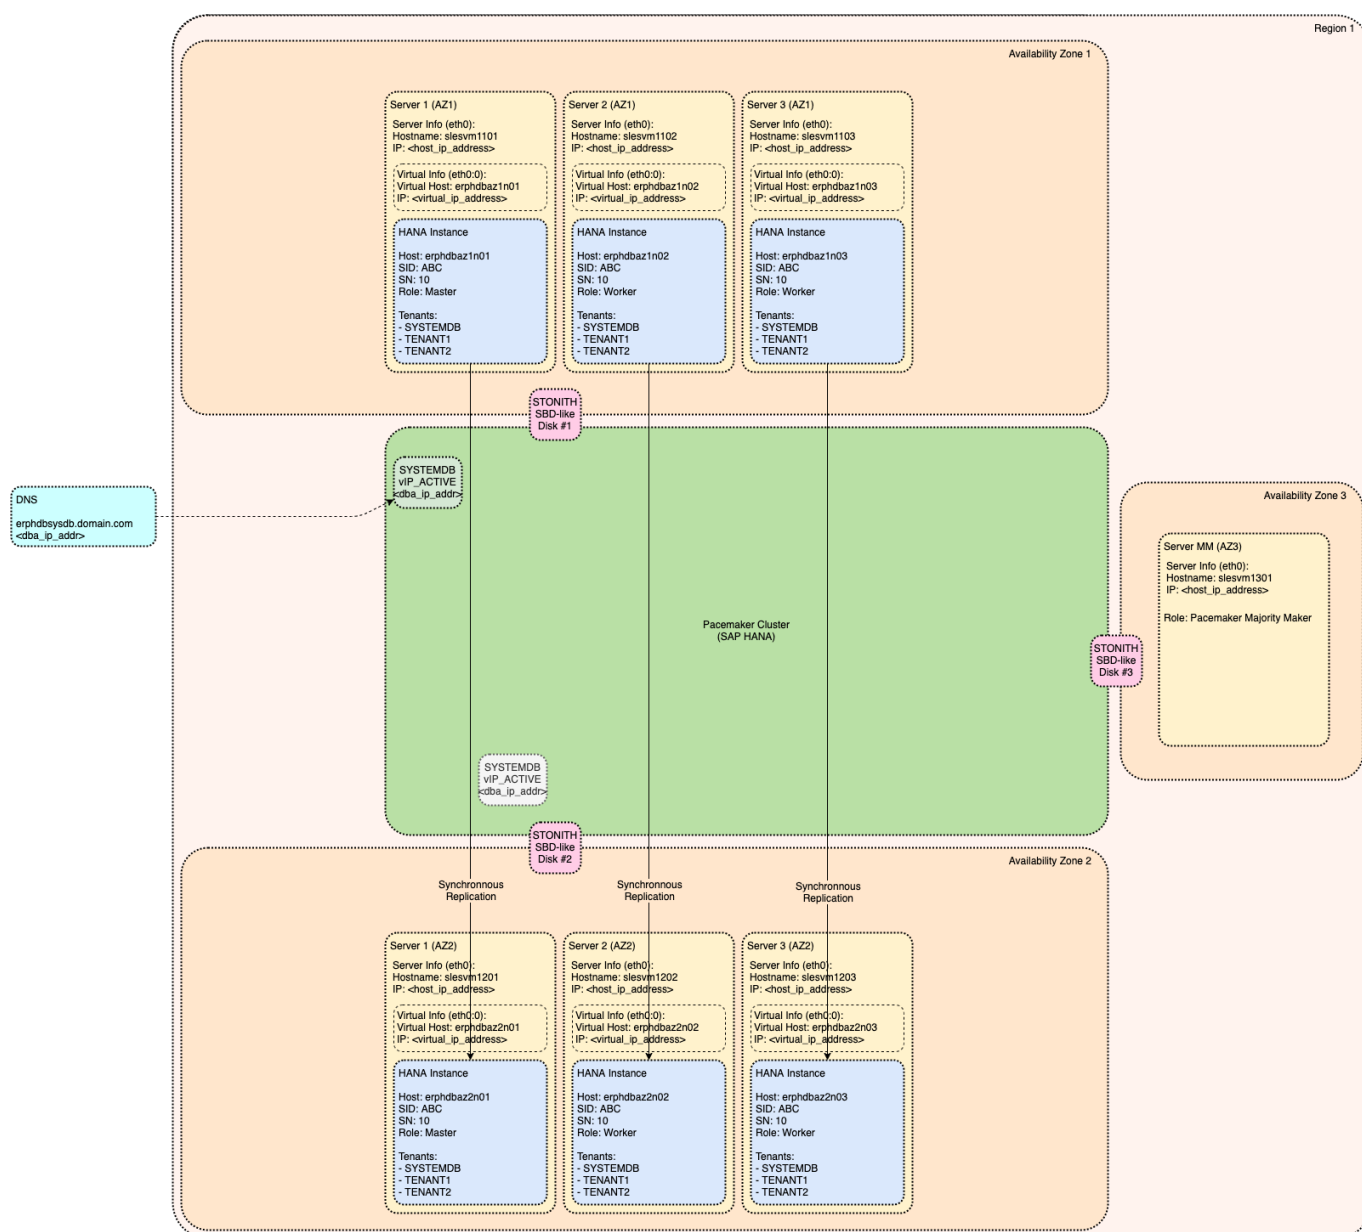 Region 1
Availability Zone 1
Server 1 (AZ1)
Server Info (eth0):
Hostname: slesvm1101
IP: <host_ip_address>
Virtual Info (eth0:0):
Virtual Host: erphdbaz1n01
IP: <virtual_ip_address>
HANA Instance
Host: erphdbaz1n01
SID: ABC
SN: 10
Role: Master
Tenants:
- SYSTEMDB
- TENANT1
- TENANT2
Server 2 (AZ1)
Server Info (eth0):
Hostname: slesvm1102
IP: <host_ip_address>
Virtual Info (eth0:0):
Virtual Host: erphdbaz1n02
IP: <virtual_ip_address>
HANA Instance
Host: erphdbaz1n02
SID: ABC
SN: 10
Role: Worker
Tenants:
- SYSTEMDB
- TENANT1
- TENANT2
Server 3 (AZ1)
Server Info (eth0):
Hostname: slesvm1103
IP: <host_ip_address>
Virtual Info (eth0:0):
Virtual Host: erphdbaz1n03
IP: <virtual_ip_address>
HANA Instance
Host: erphdbaz1n03
SID: ABC
SN: 10
Role: Worker
Tenants:
- SYSTEMDB
- TENANT1
- TENANT2
STONITH
SBD-like
Disk #1
SYSTEMDB
vIP_ACTIVE
<dba_ip_addr>
DNS
erphdbsysdb.domain.com
<dba_ip_addr>
Pacemaker Cluster
(SAP HANA)
Availability Zone 3
Server MM (AZ3)
Server Info (eth0):
Hostname: slesvm1301
IP: <host_ip_address>
Role: Pacemaker Majority Maker
STONITH
SBD-like
Disk #3
SYSTEMDB
vIP_ACTIVE
<dba_ip_addr>
STONITH
SBD-like
Disk #2
Availability Zone 2
Synchronnous
Replication
Synchronnous
Replication
Synchronnous
Replication
Server 1 (AZ2)
Server Info (eth0):
Hostname: slesvm1201
IP: <host_ip_address>
Virtual Info (eth0:0):
Virtual Host: erphdbaz2n01
IP: <virtual_ip_address>
HANA Instance
Host: erphdbaz2n01
SID: ABC
SN: 10
Role: Master
Tenants:
- SYSTEMDB
- TENANT1
- TENANT2
Server 2 (AZ2)
Server Info (eth0):
Hostname: slesvm1202
IP: <host_ip_address>
Virtual Info (eth0:0):
Virtual Host: erphdbaz2n02
IP: <virtual_ip_address>
HANA Instance
Host: erphdbaz2n02
SID: ABC
SN: 10
Role: Worker
Tenants:
- SYSTEMDB
- TENANT1
- TENANT2
Server 3 (AZ2)
Server Info (eth0):
Hostname: slesvm1203
IP: <host_ip_address>
Virtual Info (eth0:0):
Virtual Host: erphdbaz2n03
IP: <virtual_ip_address>
HANA Instance
Host: erphdbaz2n03
SID: ABC
SN: 10
Role: Worker
Tenants:
- SYSTEMDB
- TENANT1
- TENANT2